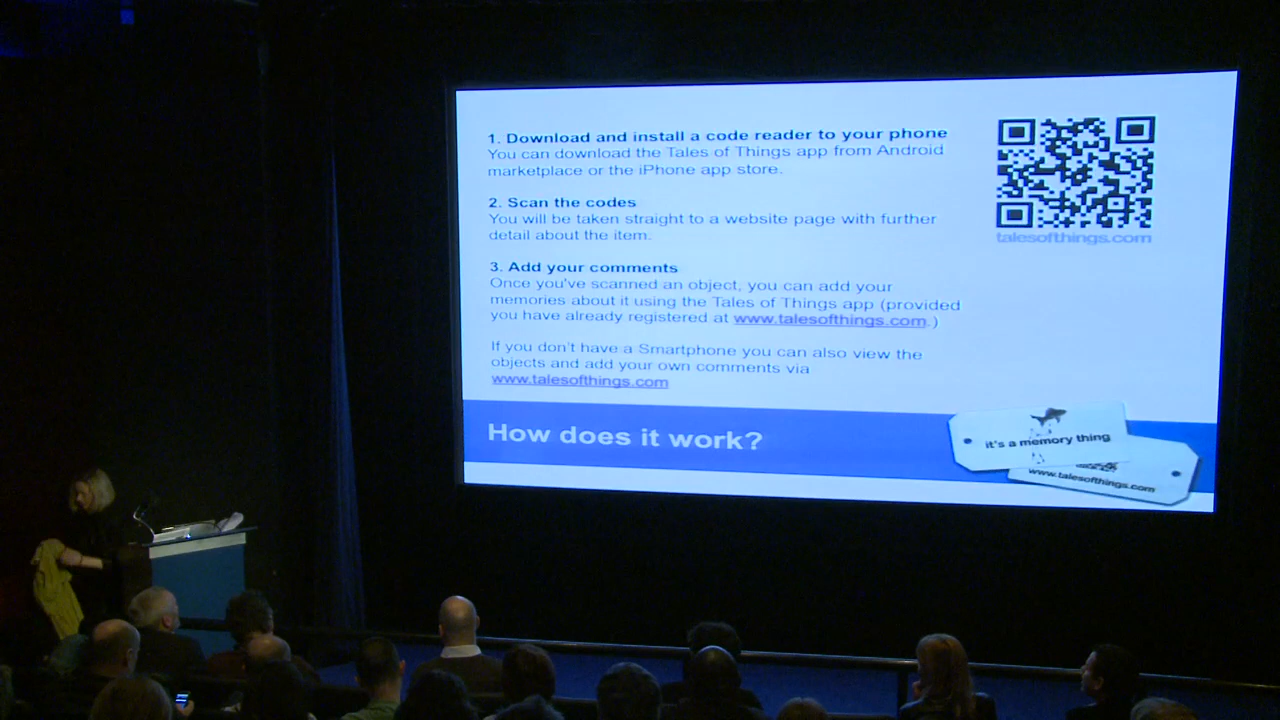 1. Download and install a code reader to your phone
You can download the Tales of Things app from Android
marketplace or the iPhone app store.
2. Scan the codes
You will be taken straight to a website page with further
detail about the item.
3. Add your comments
Once you've scanned an object, you can add your
memories about it using the Tales of Things app (provided
you have already registered at www.talesofthings.com.)
If you don't have a Smartphone you can also view the
objects and add your own comments via
www.talesofthings.com
talesofthings.com
How does it work?
it's a memory thing
www.talesofthings.com